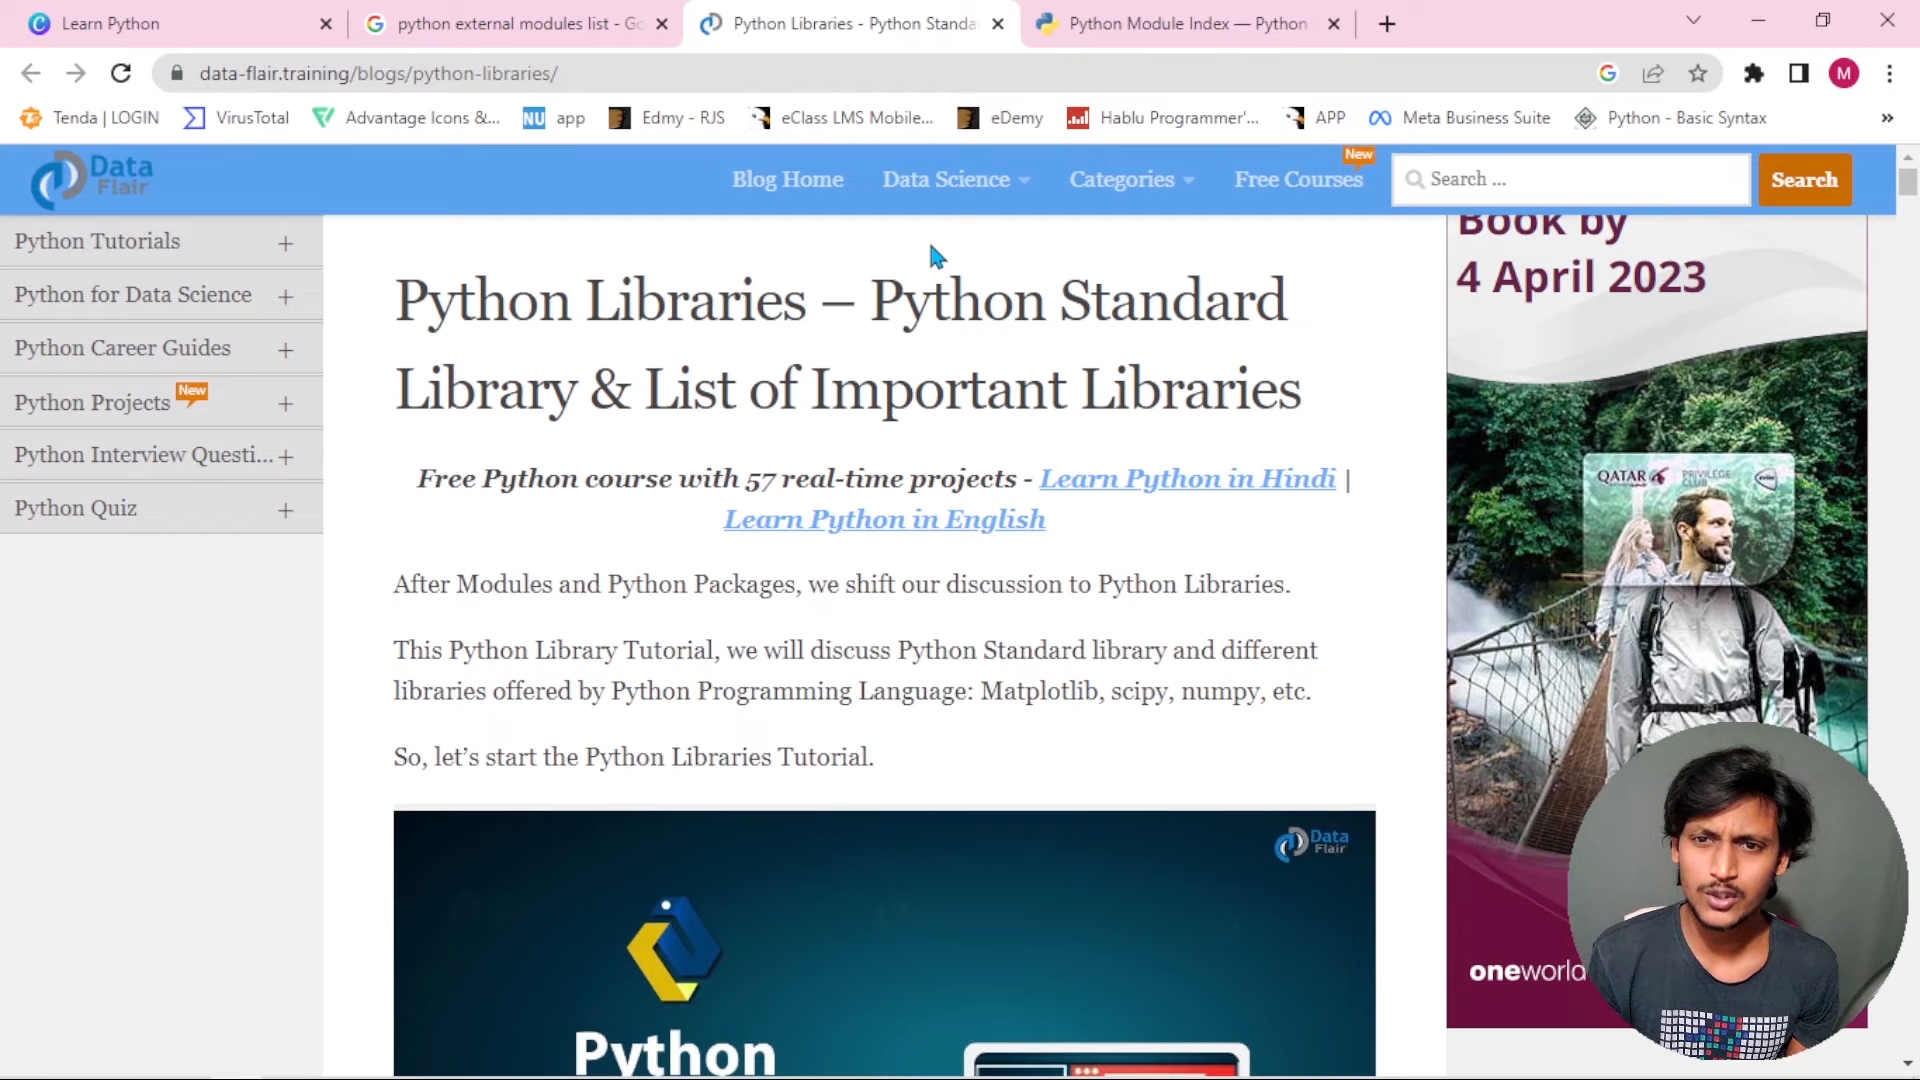 Learn Python
python external modules list - Go
Python Libraries - Python Standa
Python Module Index — Python
data-flair.training/blogs/python-libraries/
M
Tenda | LOGIN
VirusTotal
Advantage Icons &...
NU app
Edmy - RJS
eClass LMS Mobile...
eDemy
Hablu Programmer'...
APP
Meta Business Suite
Python - Basic Syntax
»
Data
Flair
Blog Home
Data Science
Categories
Free Courses
New
Search ...
Search
Python Tutorials
Python for Data Science
Python Career Guides
Python Projects New
Python Interview Questi...
Python Quiz
Python Libraries – Python Standard
Library & List of Important Libraries
Free Python course with 57 real-time projects - Learn Python in Hindi |
Learn Python in English
After Modules and Python Packages, we shift our discussion to Python Libraries.
This Python Library Tutorial, we will discuss Python Standard library and different
libraries offered by Python Programming Language: Matplotlib, scipy, numpy, etc.
So, let's start the Python Libraries Tutorial.
Data
Flair
Python
Book by
4 April 2023
QATAR
PRIVILEGE
CLUB
oneworld